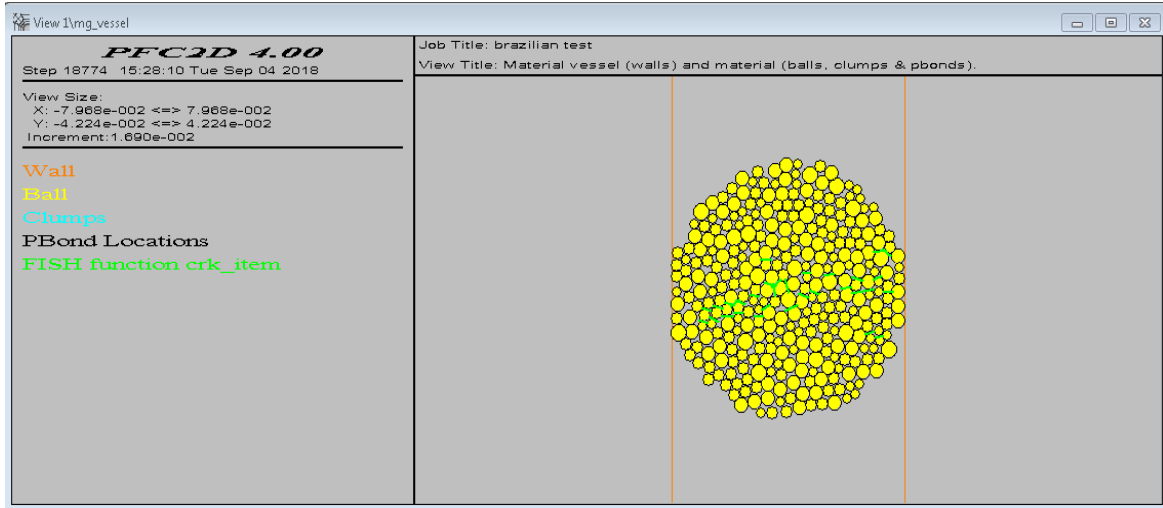 View 1\mg_vessel
PFC2D 4.00
Step 18774 15:28:10 Tue Sep 04 2018
View Size:
X: -7.968e-002 <=> 7.968e-002
Y: -4.224e-002 <=> 4.224e-002
Increment:1.690e-002
Wall
Ball
Clumps
PBond Locations
FISH function crk_item
Job Title: brazilian test
View Title: Material vessel (walls) and material (balls, clumps & pbonds).